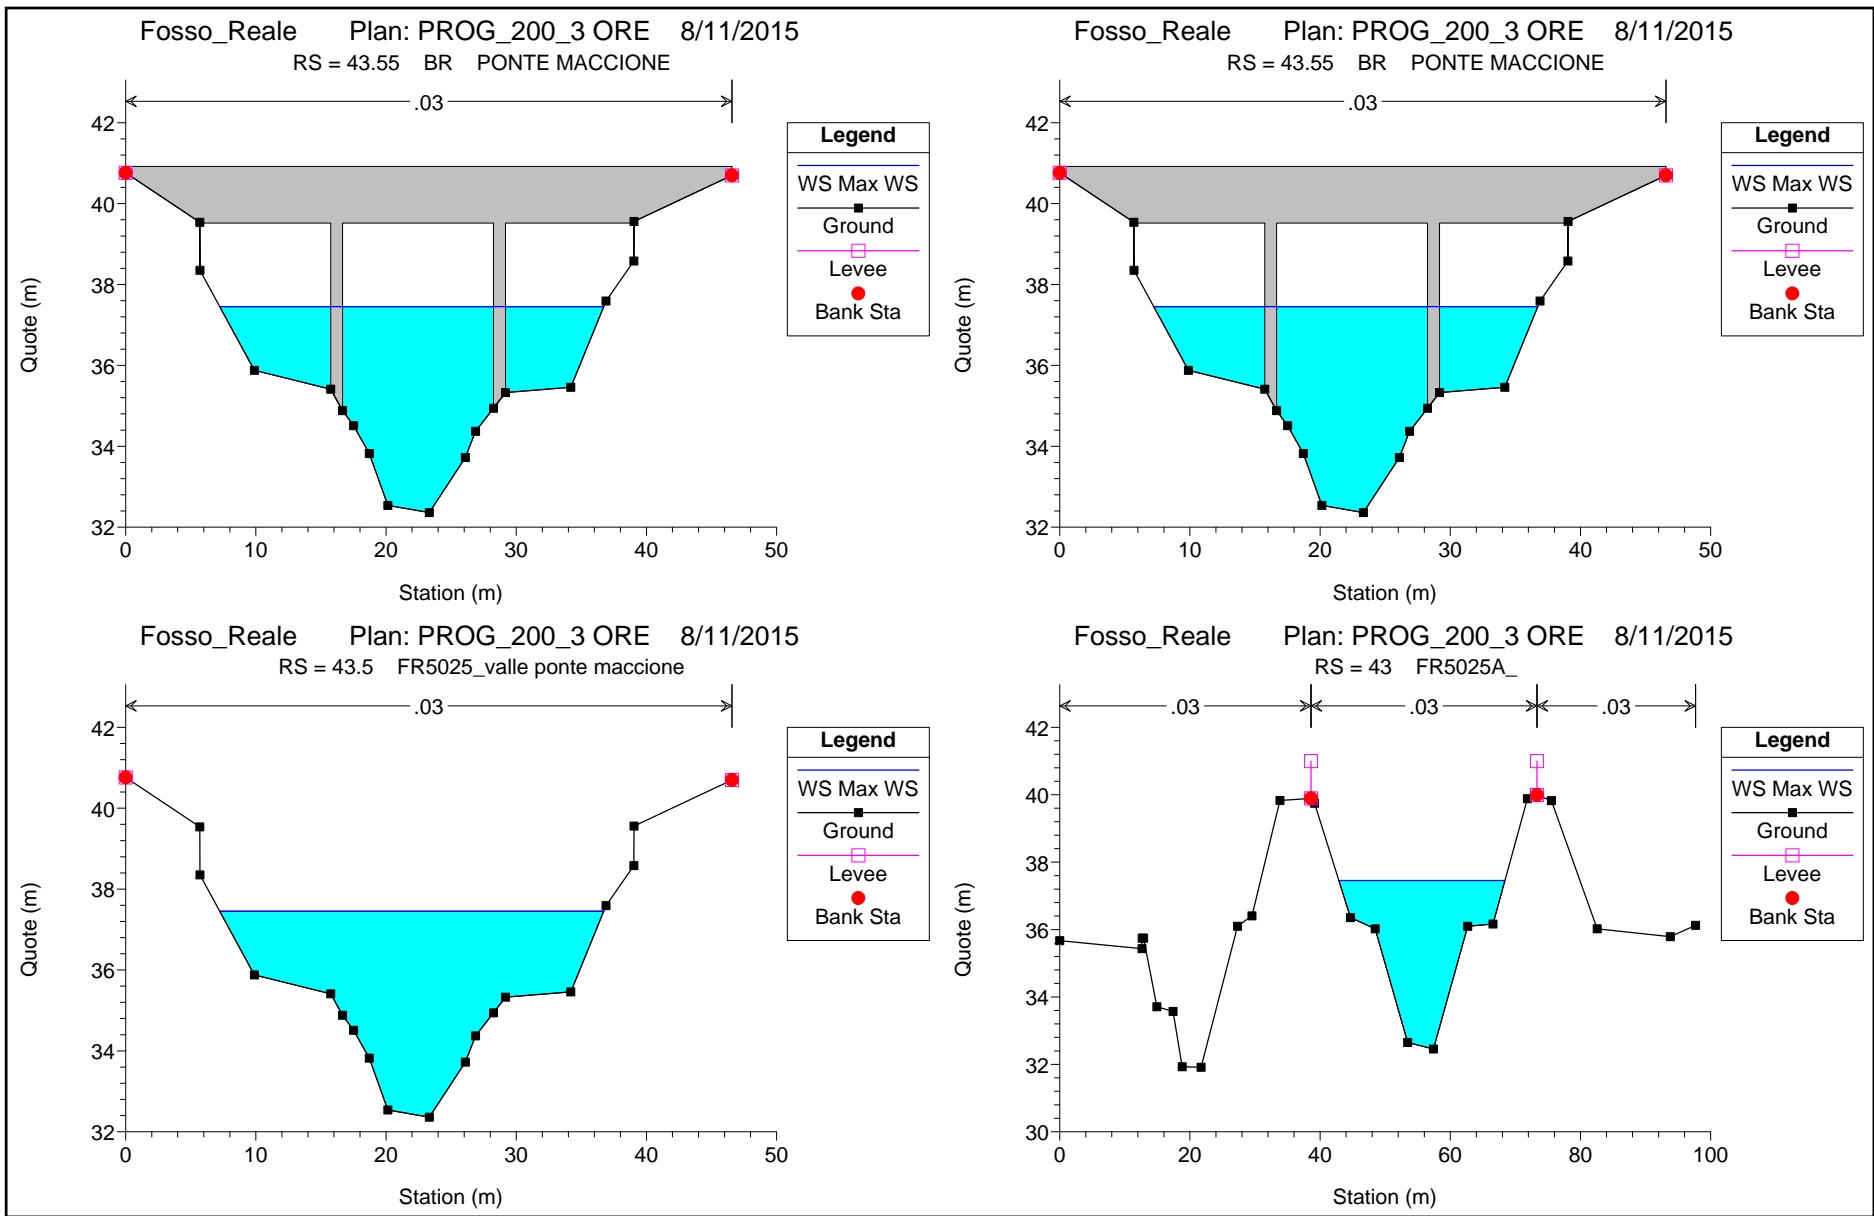 Fosso_Reale Plan: PROG_200_3 ORE 8/11/2015
RS = 43.55 BR PONTE MACCIONE
.03
42
40
38
36
34
32
0 10 20 30 40 50
Quote (m)
Station (m)
Legend
WS Max WS
Ground
Levee
Bank Sta
Fosso_Reale Plan: PROG_200_3 ORE 8/11/2015
RS = 43.55 BR PONTE MACCIONE
.03
42
40
38
36
34
32
0 10 20 30 40 50
Quote (m)
Station (m)
Legend
WS Max WS
Ground
Levee
Bank Sta
Fosso_Reale Plan: PROG_200_3 ORE 8/11/2015
RS = 43.5 FR5025_valle ponte maccione
.03
42
40
38
36
34
32
0 10 20 30 40 50
Quote (m)
Station (m)
Legend
WS Max WS
Ground
Levee
Bank Sta
Fosso_Reale Plan: PROG_200_3 ORE 8/11/2015
RS = 43 FR5025A_
.03 .03 .03
42
40
38
36
34
32
30
0 20 40 60 80 100
Quote (m)
Station (m)
Legend
WS Max WS
Ground
Levee
Bank Sta